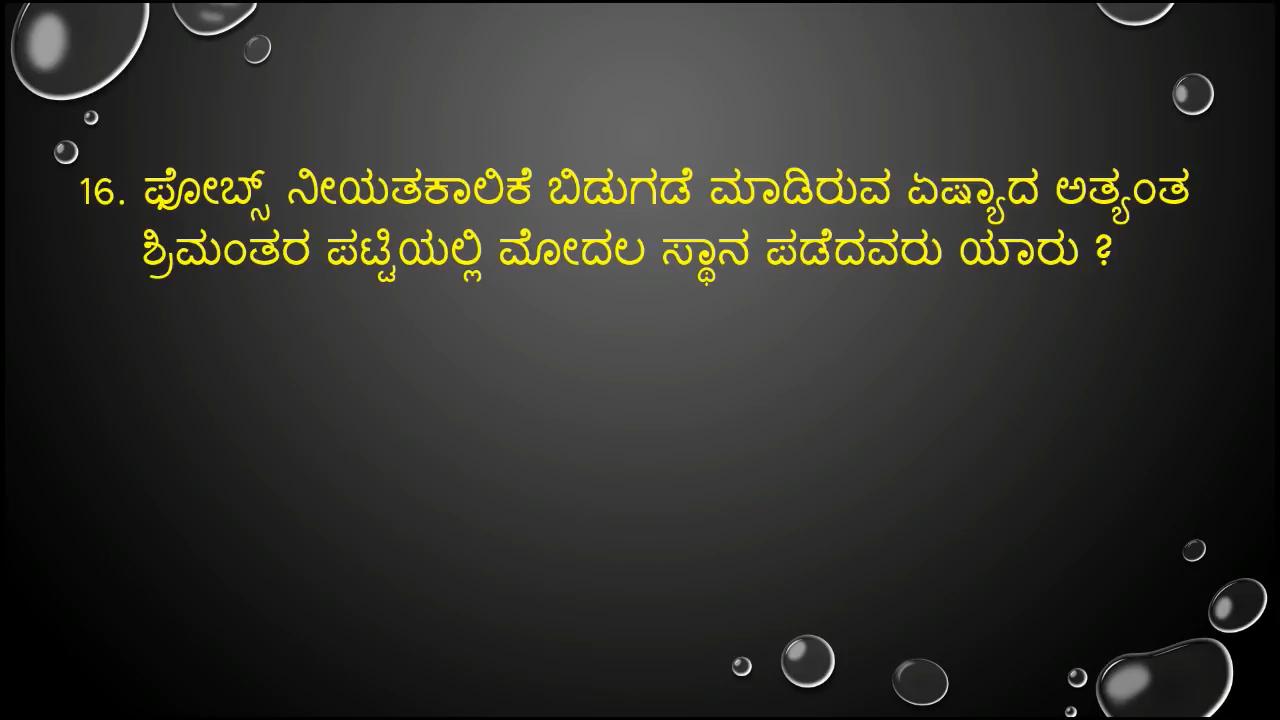 16. ಫೋಬ್ಸ್ ನೀಯತಕಾಲಿಕೆ ಬಿಡುಗಡೆ ಮಾಡಿರುವ ಏಷ್ಯಾದ ಅತ್ಯಂತ
ಶ್ರಿಮಂತರ ಪಟ್ಟಿಯಲ್ಲಿ ಮೋದಲ ಸ್ಥಾನ ಪಡೆದವರು ಯಾರು ?